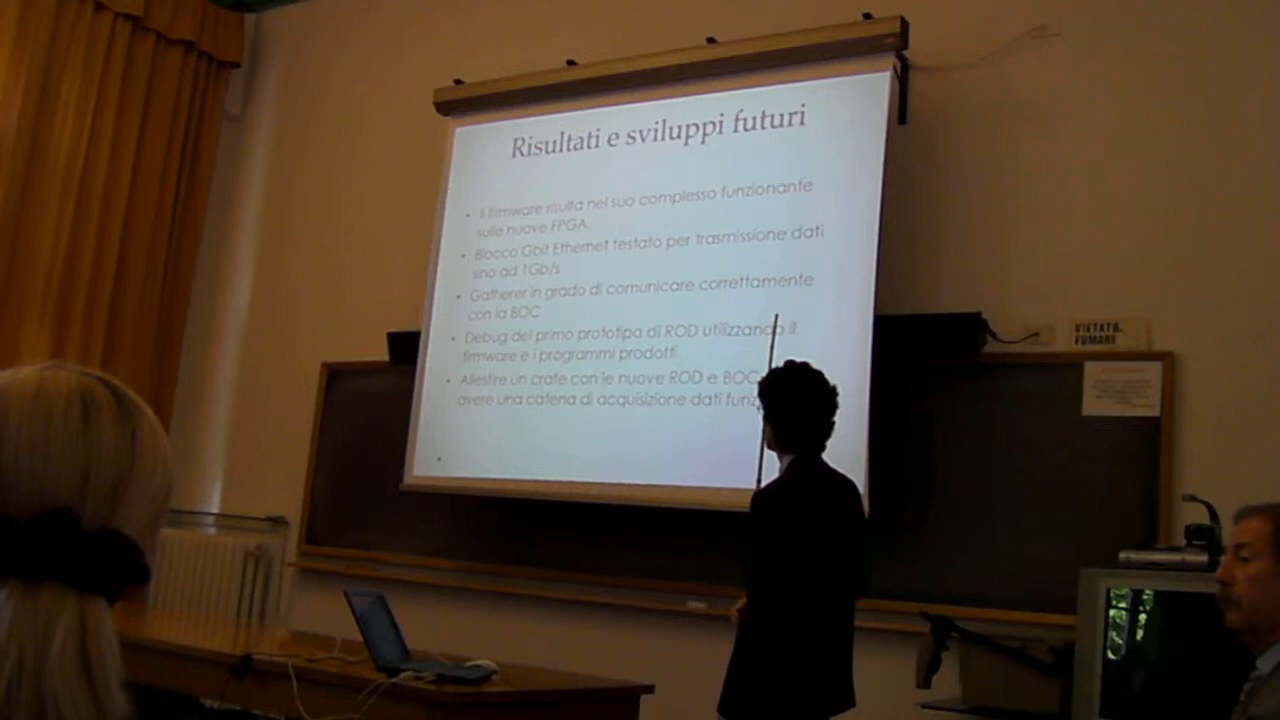 Risultati e sviluppi futuri
• Il firmware risulta nel suo complesso funzionante
sulle nuove FPGA.
• Blocco Gbit Ethernet testato per trasmissione dati
sino ad 1Gb/s
• Gatherer in grado di comunicare correttamente
con la BOC
• Debug del primo prototipo di ROD utilizzando il
firmware e i programmi prodotti
• Allestire un crate con le nuove ROD e BOC
avere una catena di acquisizione dati funz
VIETATO
FUMARE